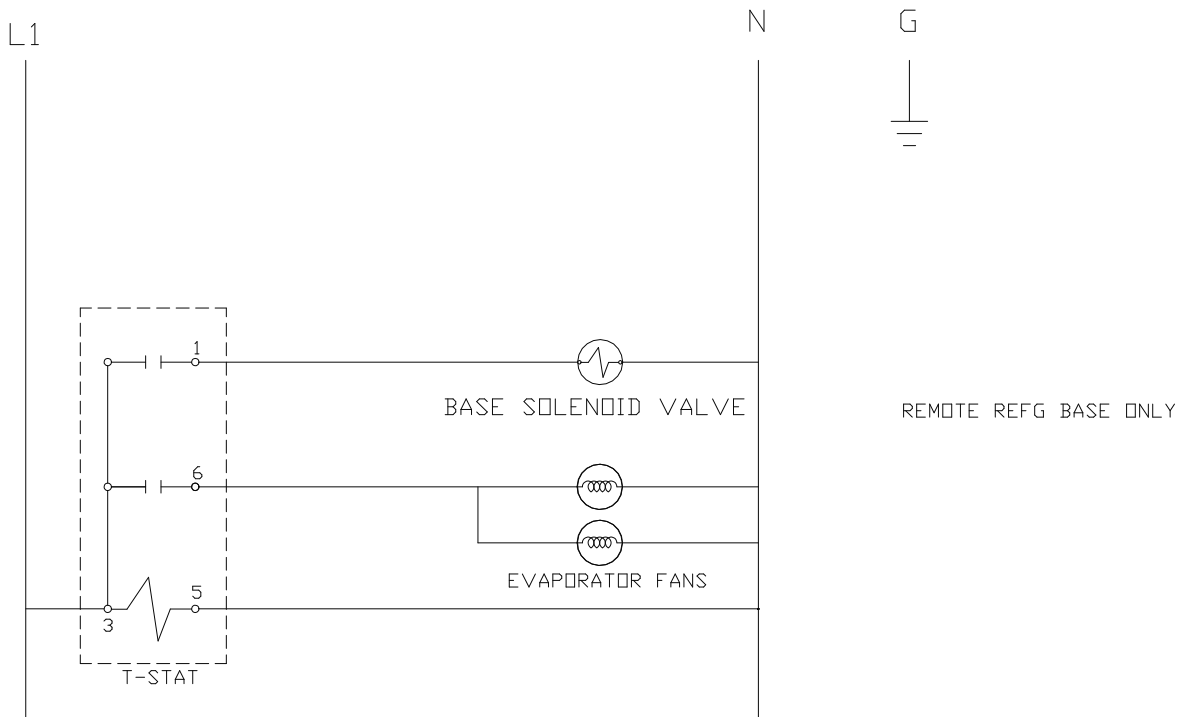 L1
N
G
1
BASE SOLENOID VALVE
REMOTE REFG BASE ONLY
6
EVAPORATOR FANS
5
3
T-STAT